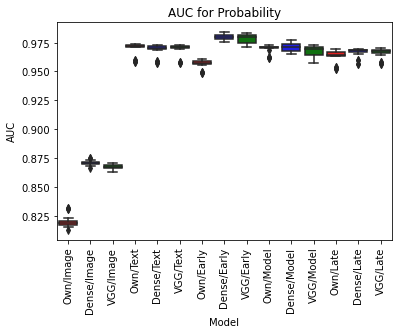 AUC for Probability
AUC
0.975
0.950
0.925
0.900
0.875
0.850
0.825
Own/Image
Dense/Image
VGG/Image
Own/Text
Dense/Text
VGG/Text
Own/Early
Dense/Early
VGG/Early
Own/Model
Dense/Model
VGG/Model
Own/Late
Dense/Late
VGG/Late
Model